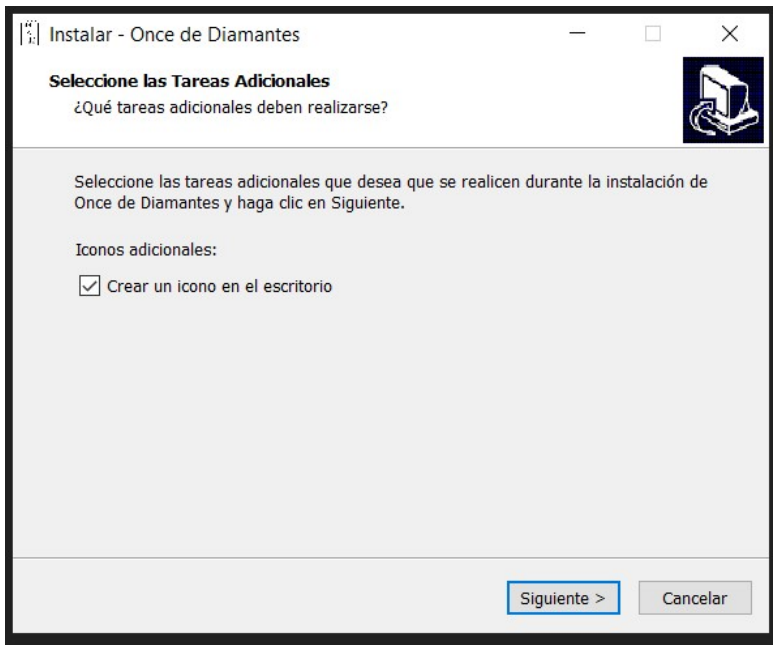 Instalar - Once de Diamantes
Seleccione las Tareas Adicionales
¿Qué tareas adicionales deben realizarse?
Seleccione las tareas adicionales que desea que se realicen durante la instalación de
Once de Diamantes y haga clic en Siguiente.
Iconos adicionales:
Crear un icono en el escritorio
Siguiente >
Cancelar